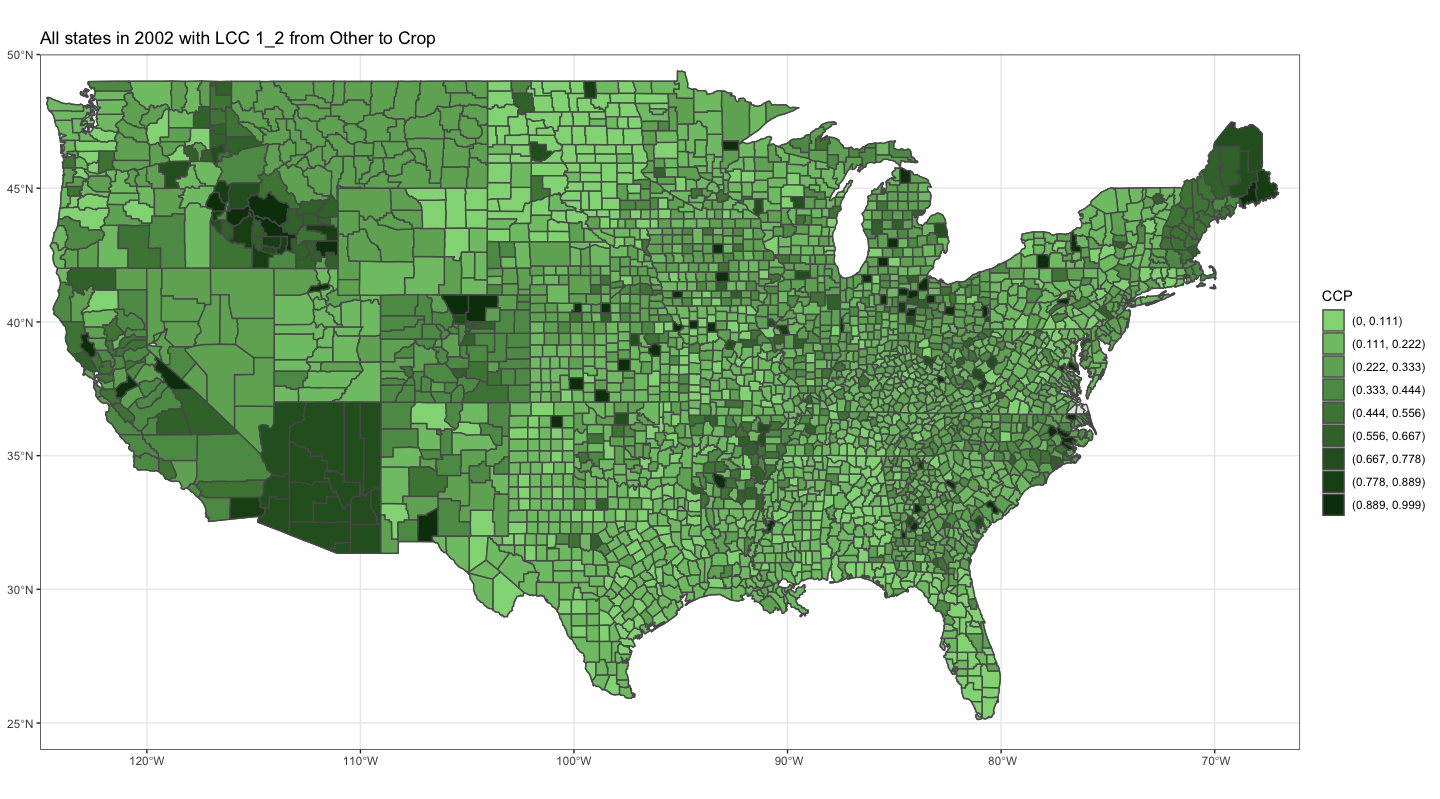 All states in 2002 with LCC 1_2 from Other to Crop
50°N
45°N
40°N
35°N
30°N
25°N
120°W
110°W
100°W
90°W
80°W
70°W
CCP
(0, 0.111)
(0.111, 0.222)
(0.222, 0.333)
(0.333, 0.444)
(0.444, 0.556)
(0.556, 0.667)
(0.667, 0.778)
(0.778, 0.889)
(0.889, 0.999)